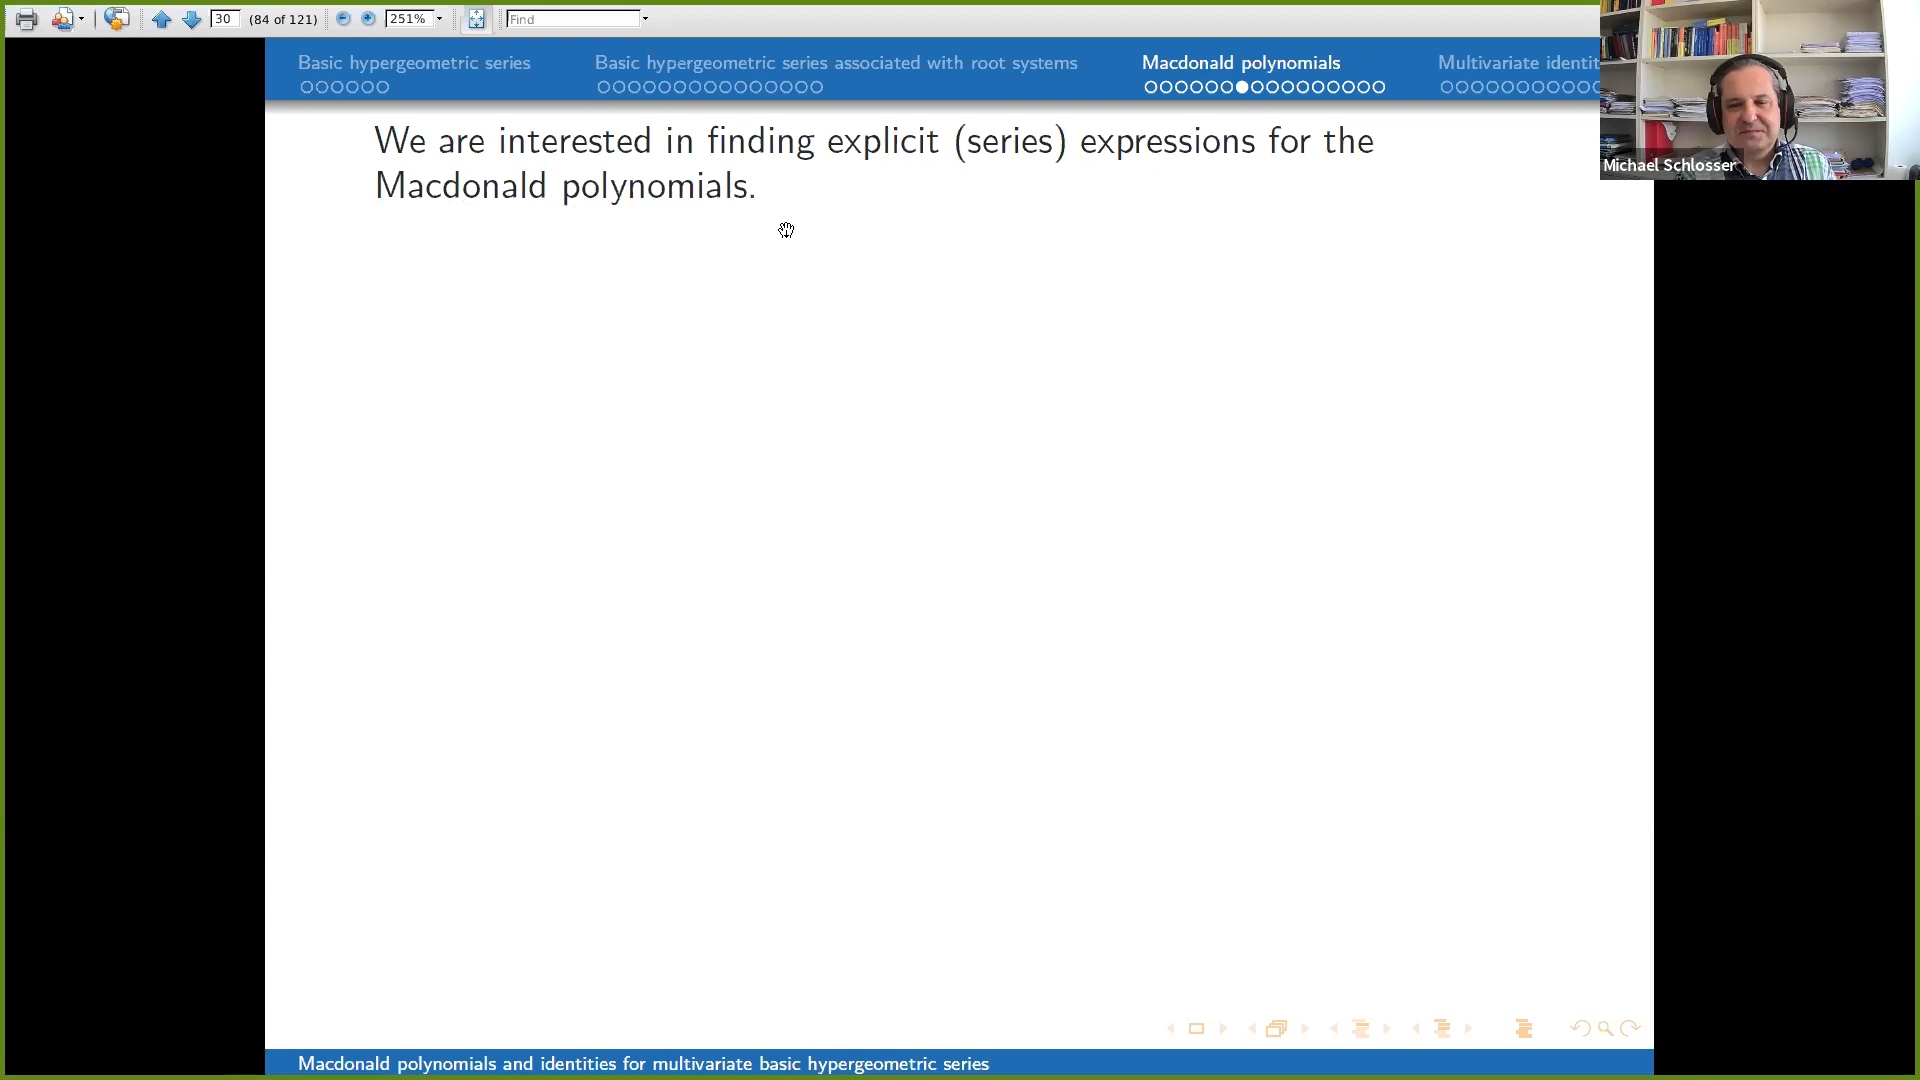 30 (84 of 121) 251% Find
Basic hypergeometric series Basic hypergeometric series associated with root systems Macdonald polynomials Multivariate identit
Michael Schlosser
We are interested in finding explicit (series) expressions for the
Macdonald polynomials.
Macdonald polynomials and identities for multivariate basic hypergeometric series